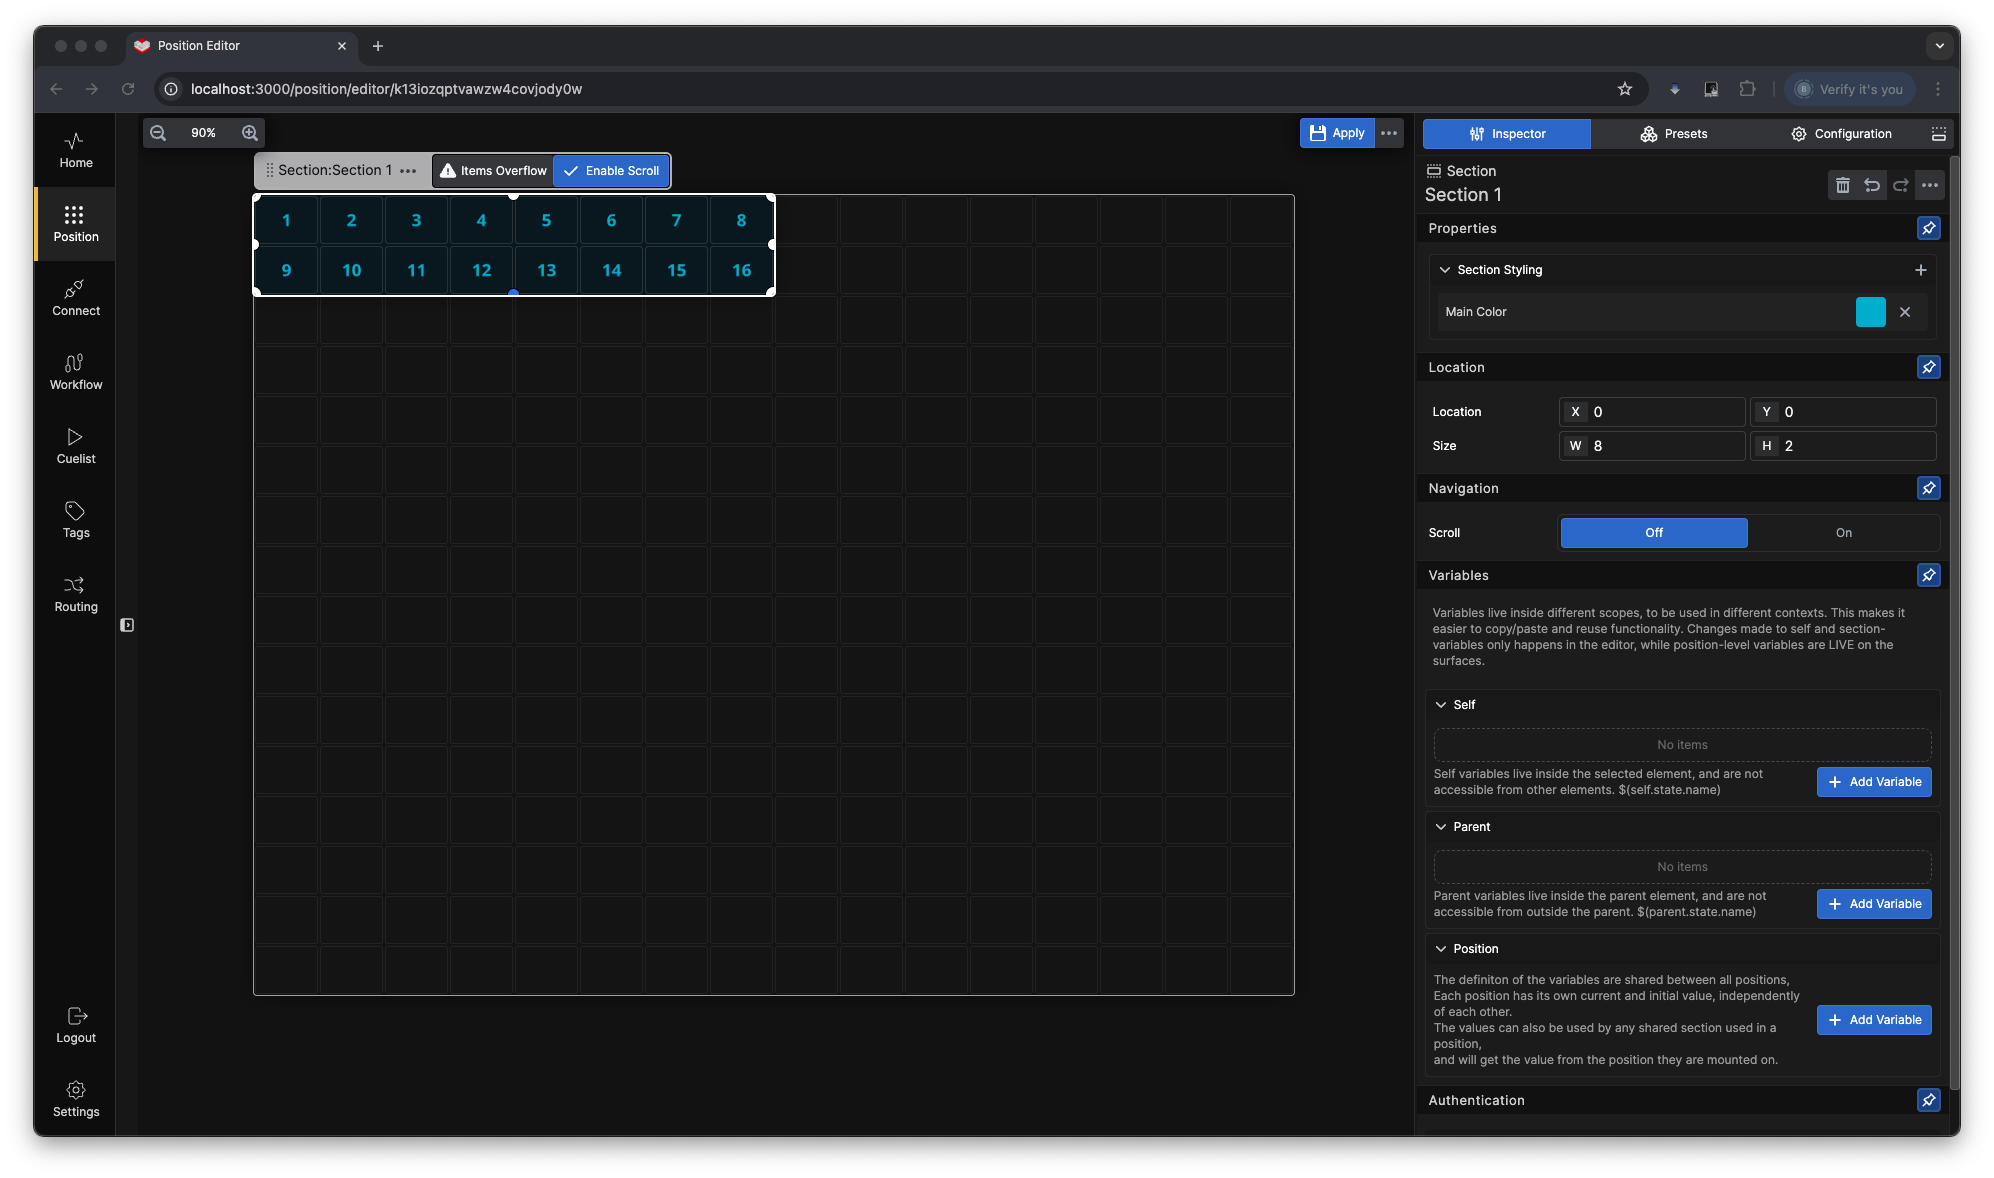 Position Editor
localhost:3000/position/editor/k13iozqptvawzw4covjody0w
Verify it's you
Home
Position
Connect
Workflow
Cuelist
Tags
Routing
Logout
Settings
90%
Apply
Section:Section 1
Items Overflow
Enable Scroll
1 2 3 4 5 6 7 8
9 10 11 12 13 14 15 16
Inspector
Presets
Configuration
Section
Section 1
Properties
Section Styling
Main Color
Location
Location X 0 Y 0
Size W 8 H 2
Navigation
Scroll Off On
Variables
Variables live inside different scopes, to be used in different contexts. This makes it
easier to copy/paste and reuse functionality. Changes made to self and section-
variables only happens in the editor, while position-level variables are LIVE on the
surfaces.
Self
No items
Self variables live inside the selected element, and are not
accessible from other elements. $(self.state.name)
Add Variable
Parent
No items
Parent variables live inside the parent element, and are not
accessible from outside the parent. $(parent.state.name)
Add Variable
Position
The definiton of the variables are shared between all positions,
Each position has its own current and initial value, independently
of each other.
The values can also be used by any shared section used in a
position,
and will get the value from the position they are mounted on.
Add Variable
Authentication